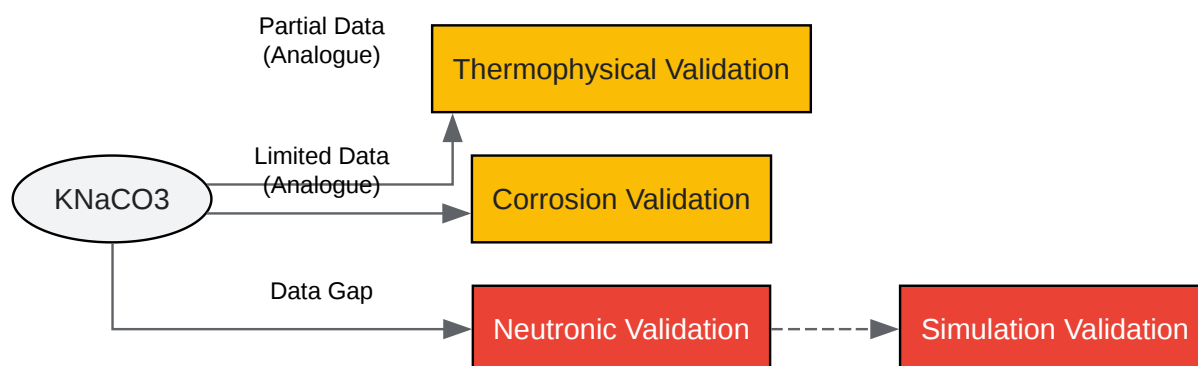 Partial Data
(Analogue)
Thermophysical Validation
Limited Data
(Analogue)
KNaCO3
Corrosion Validation
Data Gap
Neutronic Validation
Simulation Validation